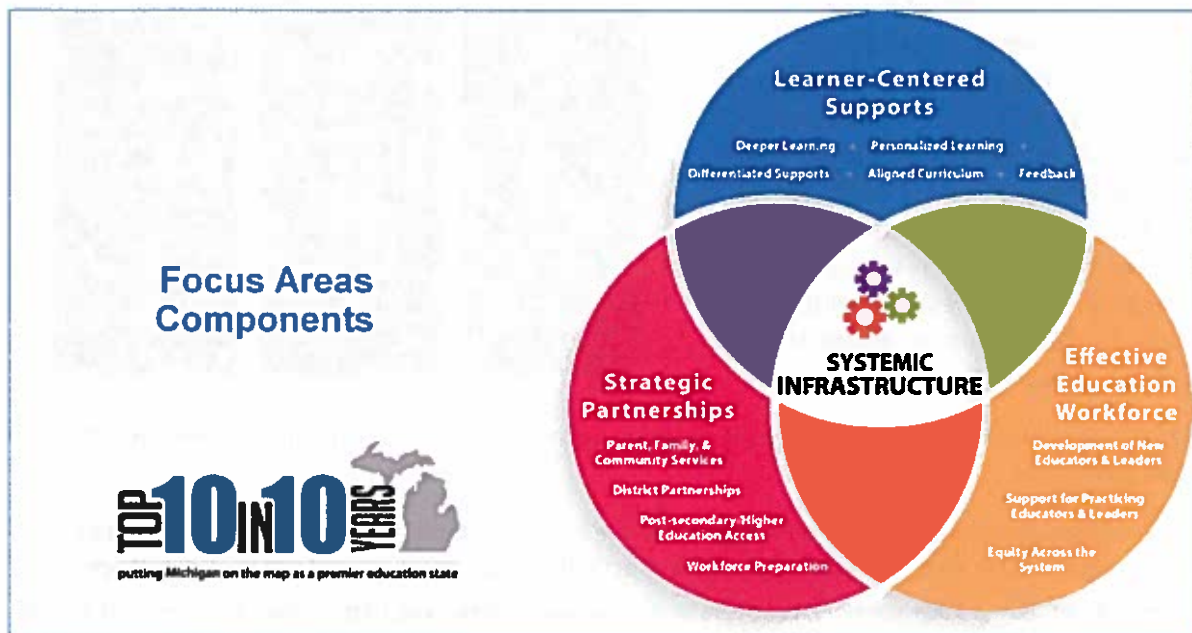 Focus Areas
Components
TOP 10 IN 10 YEARS
putting Michigan on the map as a premier education state
Learner-Centered
Supports
Deeper Learning Personalized Learning
Differentiated Supports Aligned Curriculum Feedback
SYSTEMIC
INFRASTRUCTURE
Strategic
Partnerships
Parent, Family, &
Community Services
District Partnerships
Post-secondary/Higher
Education Access
Workforce Preparation
Effective
Education
Workforce
Development of New
Educators & Leaders
Support for Practicing
Educators & Leaders
Equity Across the
System